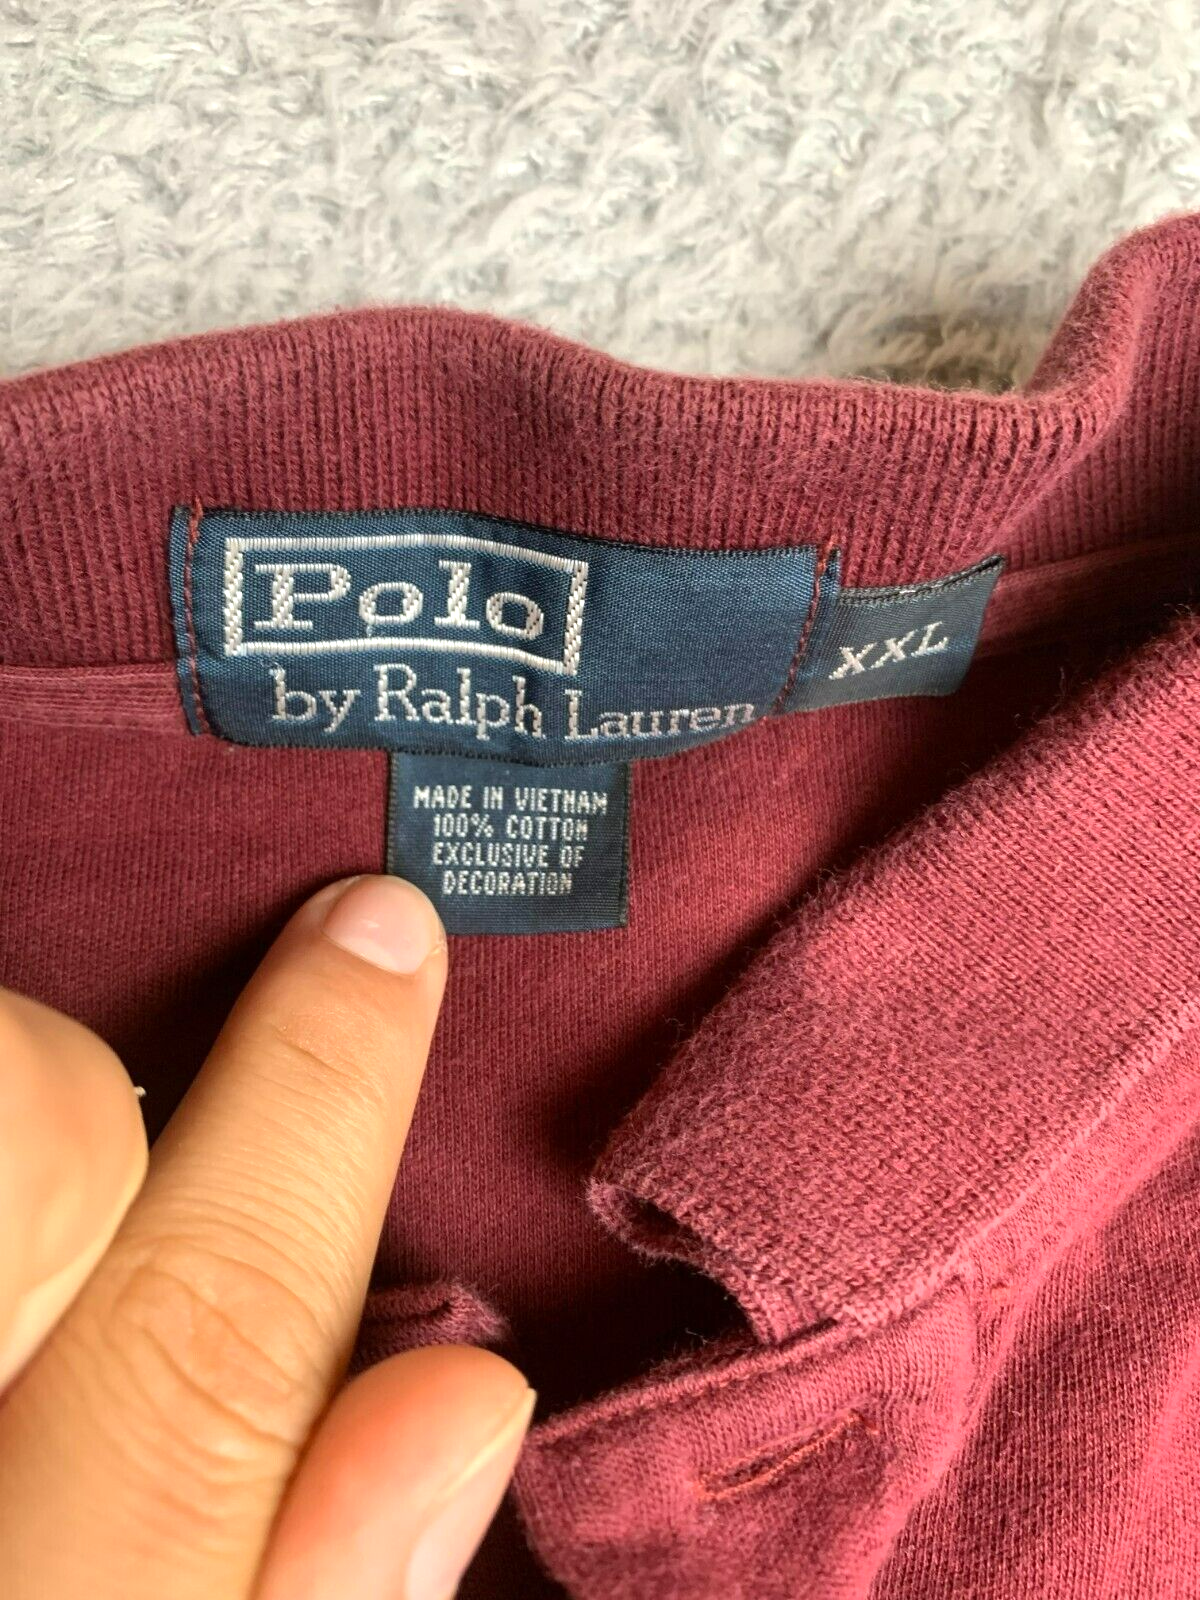 Polo
by Ralph Lauren
XXL
MADE IN VIETNAM
100% COTTON
EXCLUSIVE OF
DECORATION